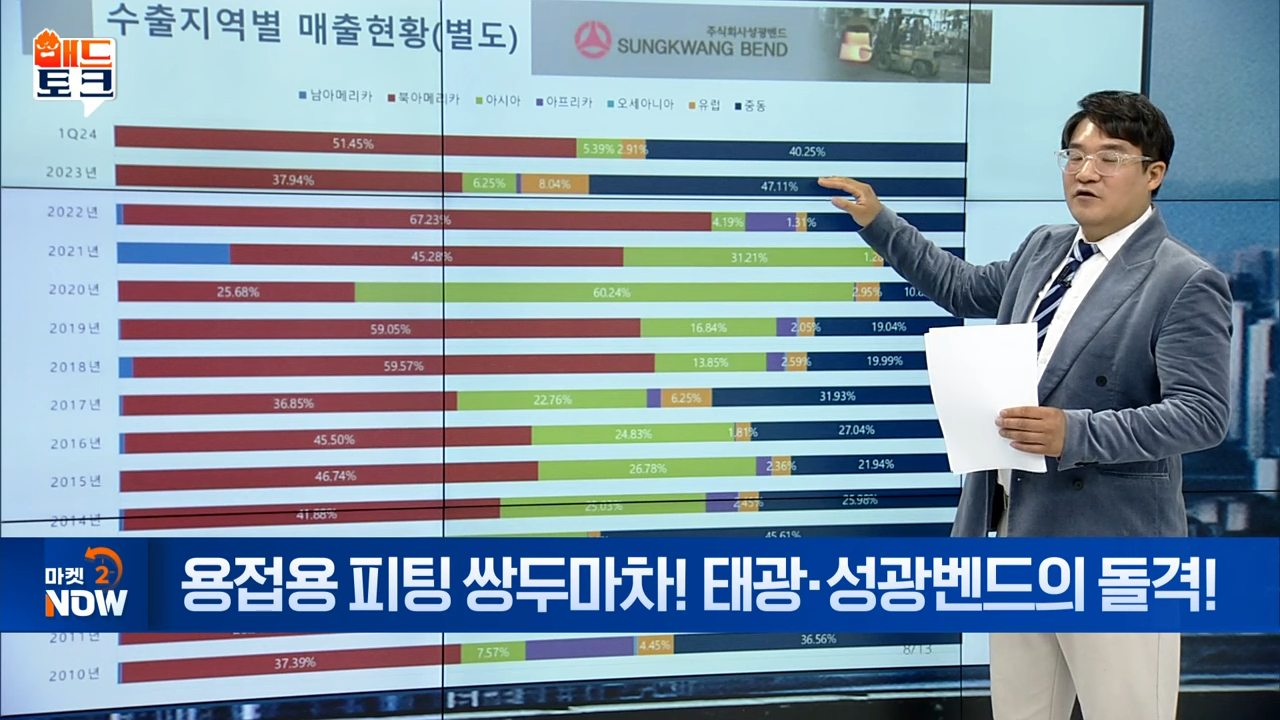 수출지역별 매출현황(별도)
주식회사성광벤드
SUNGKWANG BEND
배드
토크
남아메리카 북아메리카 아시아 아프리카 오세아니아 유럽 중동
1Q24 51.45% 5.39% 2.91% 40.25%
2023년 37.94% 6.25% 8.04% 47.11%
2022년 67.23% 4.19% 1.31%
2021년 45.28% 31.21%
2020년 25.68% 60.24% 2.95%
2019년 59.05% 16.84% 2.05% 19.04%
2018년 59.57% 13.85% 2.59% 19.99%
2017년 36.85% 22.76% 6.25% 31.93%
2016년 45.50% 24.83% 1.81% 27.04%
2015년 46.74% 26.78% 2.36% 21.94%
2014년 41.88% 25.03% 2.45% 25.98%
45.61%
마켓 2
NOW
용접용 피팅 쌍두마차! 태광·성광벤드의 돌격!
2011년 4.45% 36.56%
2010년 37.39% 7.57%
8/13